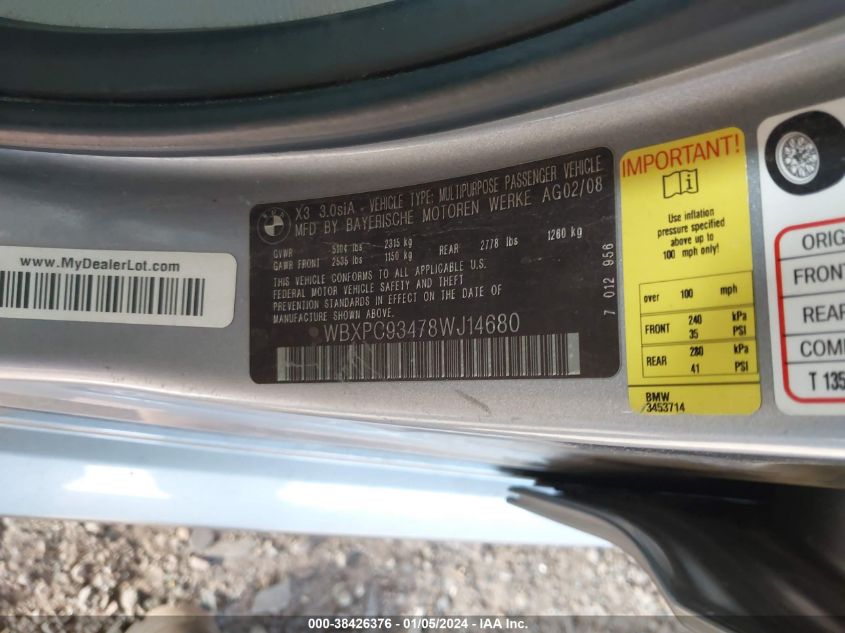 X3 3.0siA - VEHICLE TYPE: MULTIPURPOSE PASSENGER VEHICLE
MFD BY BAYERISCHE MOTOREN WERKE AG02/08
GVWR 5104 lbs 2315 kg
GAWR FRONT 2535 lbs 1150 kg REAR 2778 lbs 1260 kg
THIS VEHICLE CONFORMS TO ALL APPLICABLE U.S.
FEDERAL MOTOR VEHICLE SAFETY AND THEFT
PREVENTION STANDARDS IN EFFECT ON THE DATE OF
MANUFACTURE SHOWN ABOVE.
WBXPC93478WJ14680
7 012 956
www.MyDealerLot.com
IMPORTANT!
Use inflation
pressure specified
above up to
100 mph only!
over 100 mph
FRONT 240 kPa
35 PSI
REAR 280 kPa
41 PSI
BMW
3453714
ORIG
FRONT
REAR
COMP
T 135
000-38426376 - 01/05/2024 - IAA Inc.